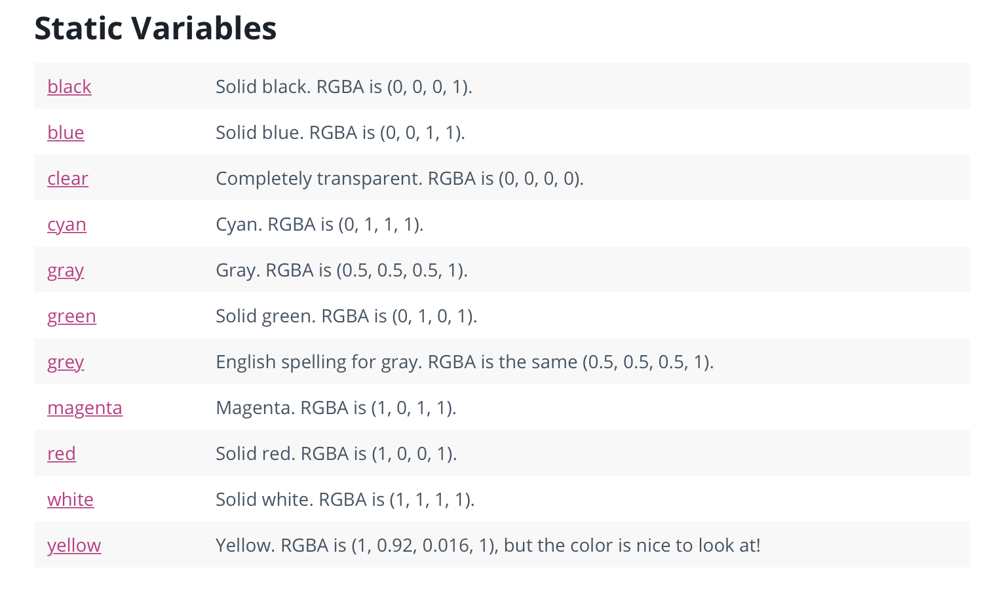 Static Variables
black Solid black. RGBA is (0, 0, 0, 1).
blue Solid blue. RGBA is (0, 0, 1, 1).
clear Completely transparent. RGBA is (0, 0, 0, 0).
cyan Cyan. RGBA is (0, 1, 1, 1).
gray Gray. RGBA is (0.5, 0.5, 0.5, 1).
green Solid green. RGBA is (0, 1, 0, 1).
grey English spelling for gray. RGBA is the same (0.5, 0.5, 0.5, 1).
magenta Magenta. RGBA is (1, 0, 1, 1).
red Solid red. RGBA is (1, 0, 0, 1).
white Solid white. RGBA is (1, 1, 1, 1).
yellow Yellow. RGBA is (1, 0.92, 0.016, 1), but the color is nice to look at!